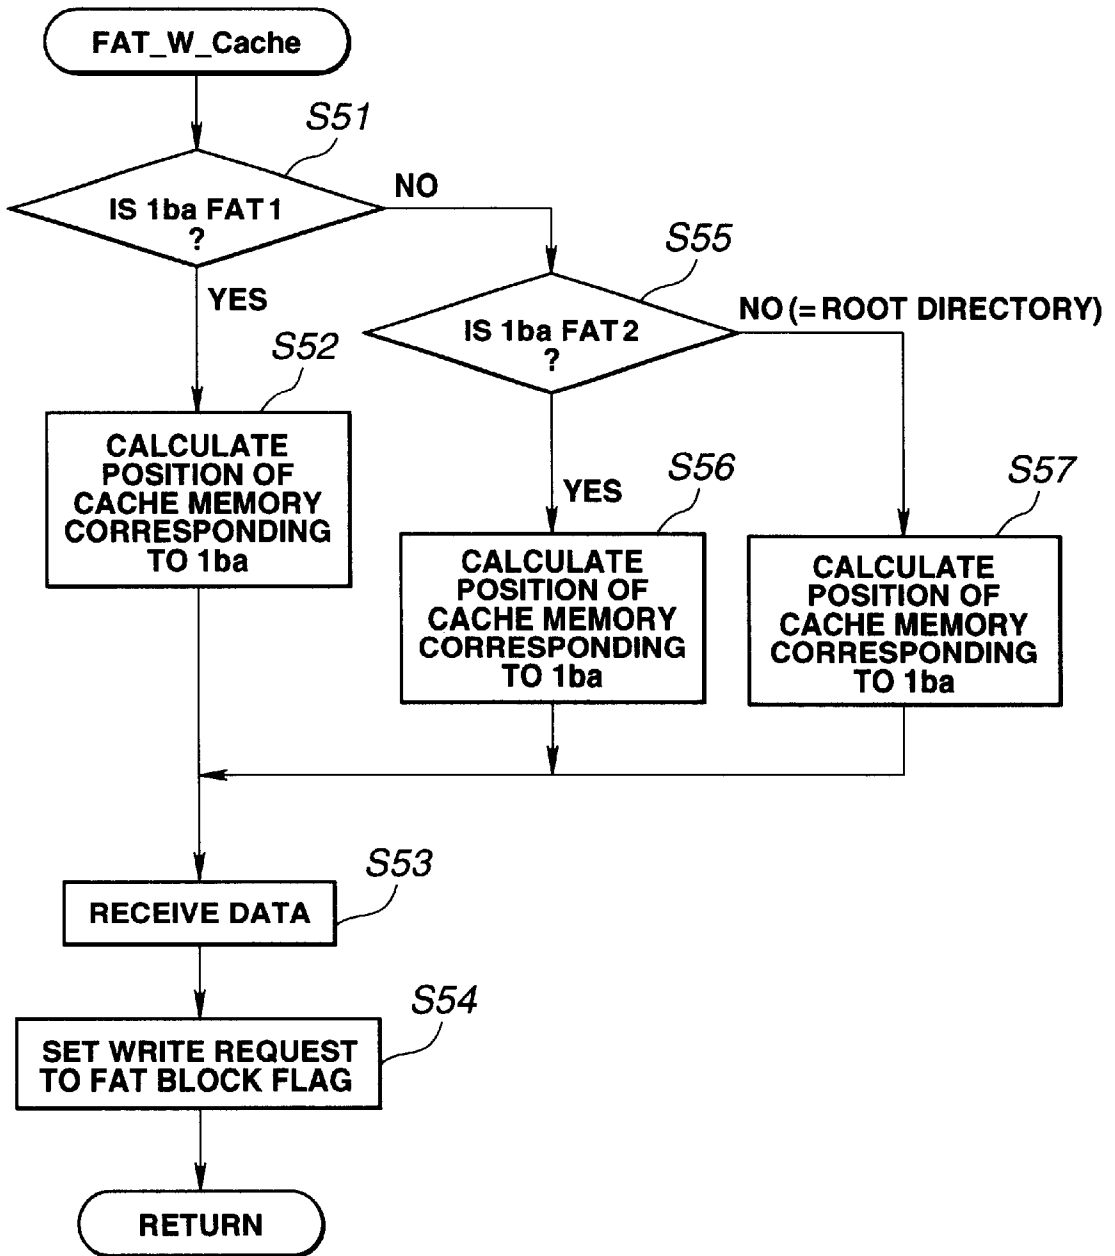 FAT_W_Cache
S51
IS 1ba FAT1
?
NO
YES
S55
IS 1ba FAT2
?
NO (= ROOT DIRECTORY)
YES
S52
CALCULATE
POSITION OF
CACHE MEMORY
CORRESPONDING
TO 1ba
S56
CALCULATE
POSITION OF
CACHE MEMORY
CORRESPONDING
TO 1ba
S57
CALCULATE
POSITION OF
CACHE MEMORY
CORRESPONDING
TO 1ba
S53
RECEIVE DATA
S54
SET WRITE REQUEST
TO FAT BLOCK FLAG
RETURN